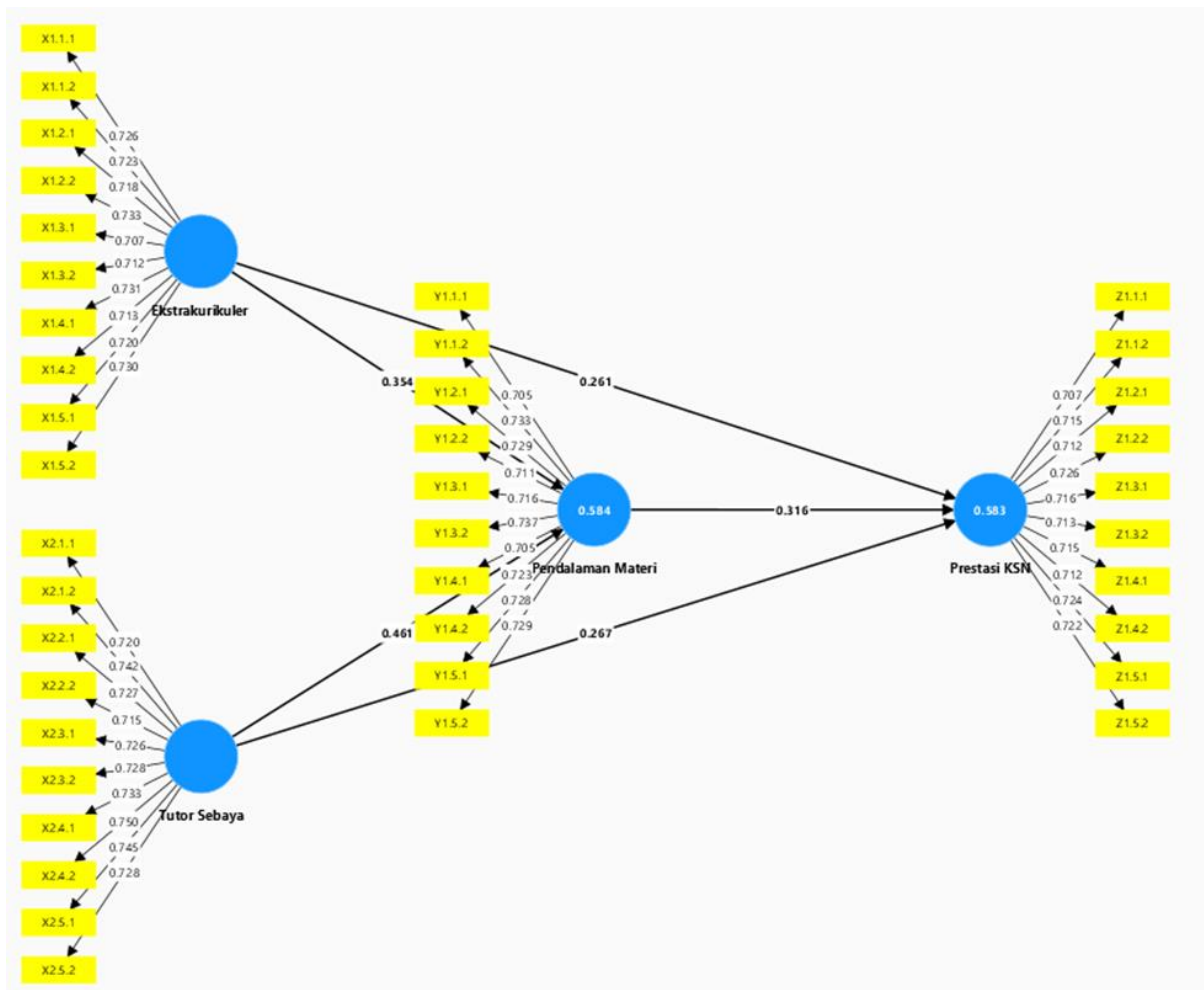 X1.1.1
X1.1.2
X1.2.1
X1.2.2
X1.3.1
X1.3.2
X1.4.1
X1.4.2
X1.5.1
X1.5.2
0.726
0.723
0.718
0.733
0.707
0.712
0.731
0.713
0.720
0.730
Ekstrakurikuler
X2.1.1
X2.1.2
X2.2.1
X2.2.2
X2.3.1
X2.3.2
X2.4.1
X2.4.2
X2.5.1
X2.5.2
0.720
0.742
0.727
0.715
0.726
0.728
0.733
0.750
0.745
0.728
Tutor Sebaya
0.354
0.461
0.261
0.267
Y1.1.1
Y1.1.2
Y1.2.1
Y1.2.2
Y1.3.1
Y1.3.2
Y1.4.1
Y1.4.2
Y1.5.1
Y1.5.2
0.705
0.733
0.729
0.711
0.716
0.737
0.705
0.723
0.728
0.729
0.584
Pendalaman Materi
0.316
0.583
Prestasi KSN
0.707
0.715
0.712
0.726
0.716
0.713
0.715
0.712
0.724
0.722
Z1.1.1
Z1.1.2
Z1.2.1
Z1.2.2
Z1.3.1
Z1.3.2
Z1.4.1
Z1.4.2
Z1.5.1
Z1.5.2